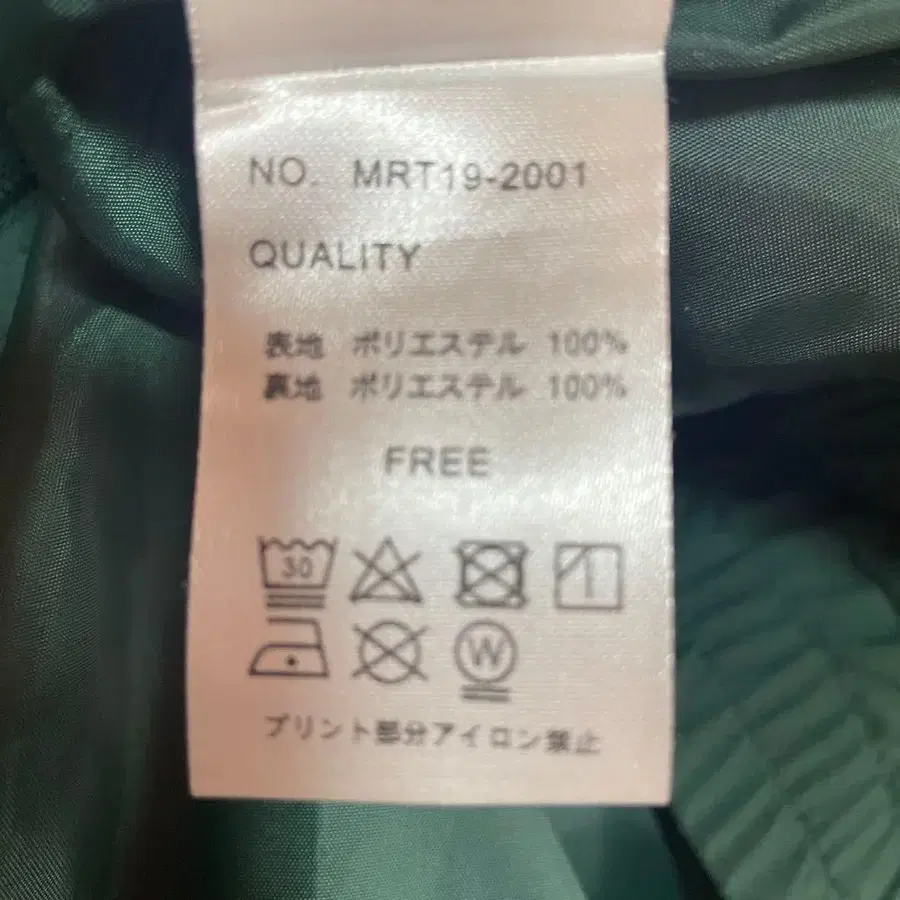 NO. MRT19-2001
QUALITY
表地 ポリエステル 100%
裏地 ポリエステル 100%
FREE
30
W
プリント部分アイロン禁止